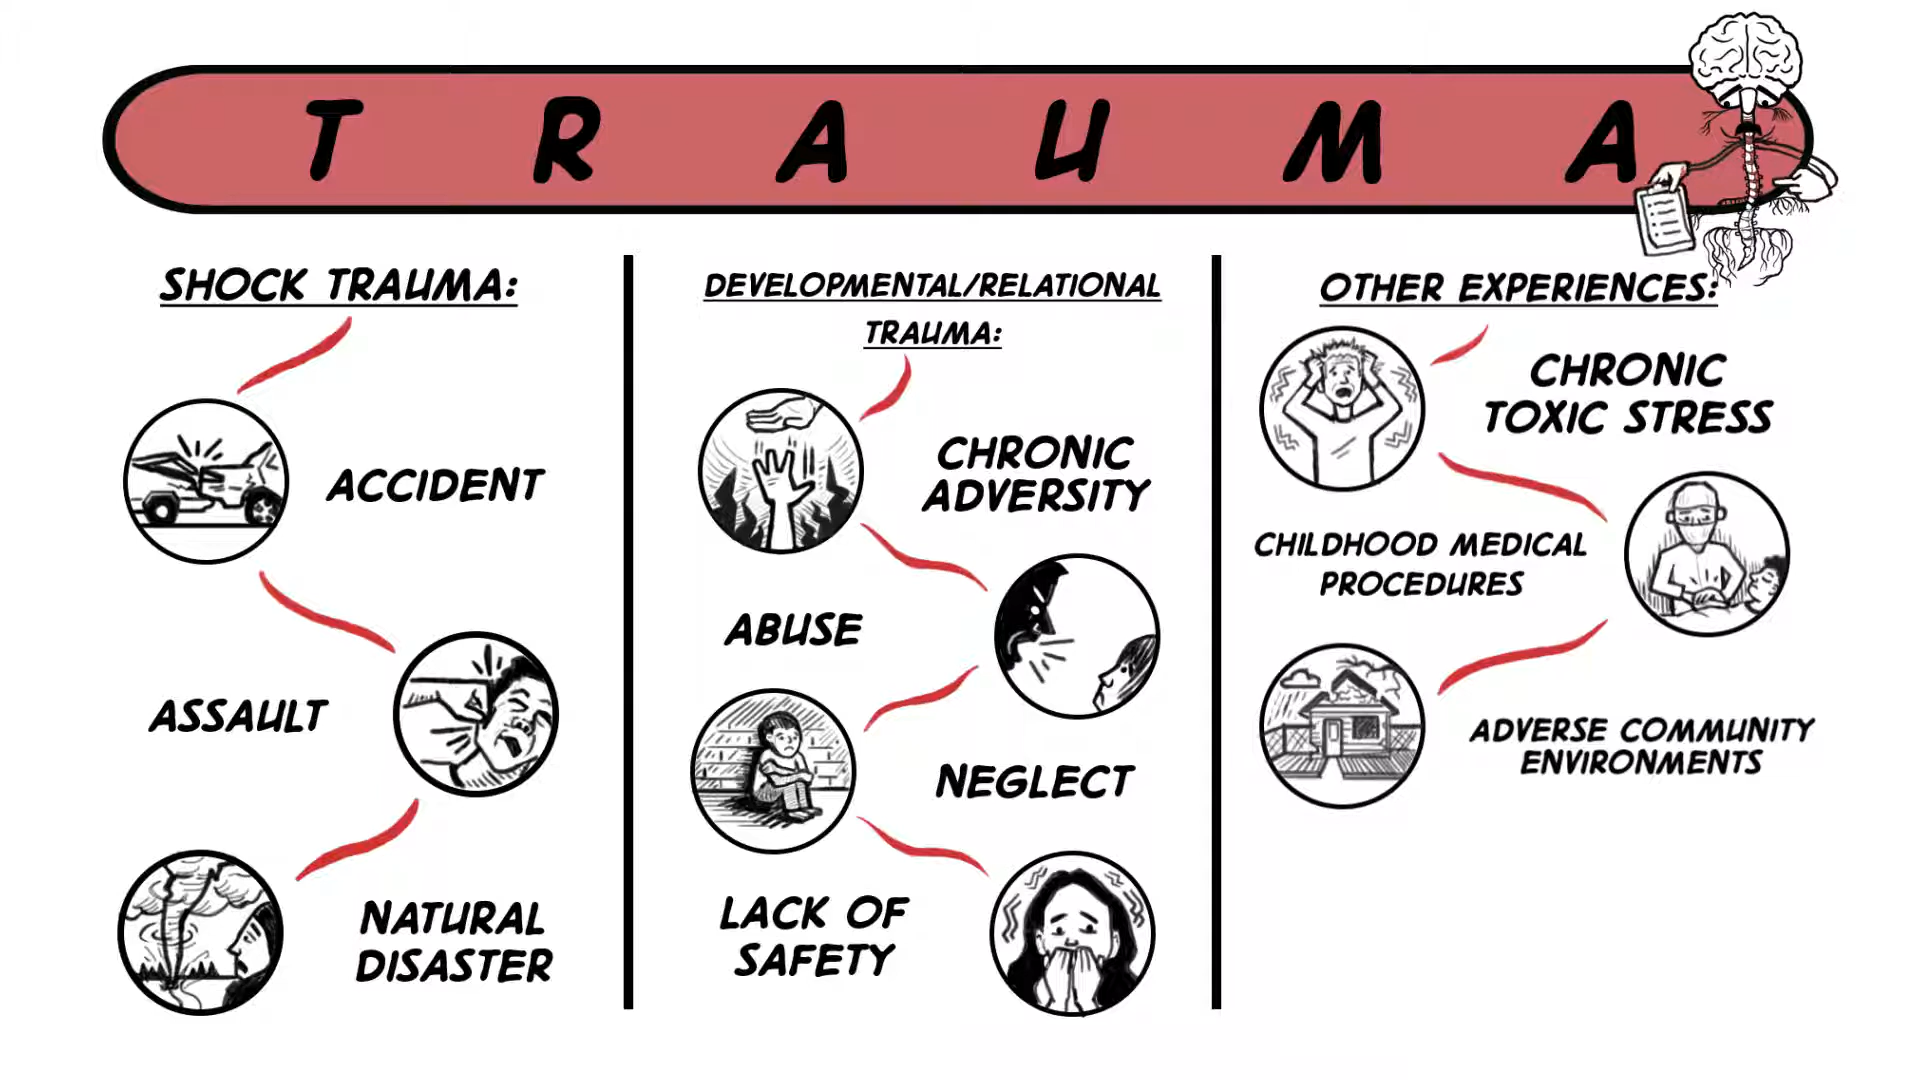 TRAUMA
SHOCK TRAUMA:
ACCIDENT
ASSAULT
NATURAL
DISASTER
DEVELOPMENTAL/RELATIONAL
TRAUMA:
CHRONIC
ADVERSITY
ABUSE
NEGLECT
LACK OF
SAFETY
OTHER EXPERIENCES:
CHRONIC
TOXIC STRESS
CHILDHOOD MEDICAL
PROCEDURES
ADVERSE COMMUNITY
ENVIRONMENTS